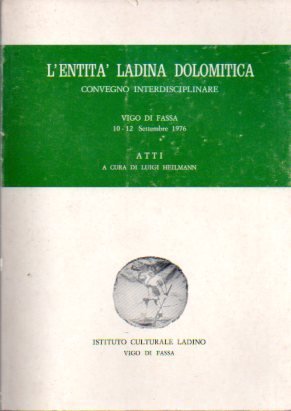 L'ENTITA' LADINA DOLOMITICA
CONVEGNO INTERDISCIPLINARE
VIGO DI FASSA
10-12 Settembre 1976
ATTI
A CURA DI LUIGI HEILMANN
ISTITUTO CULTURALE LADINO
VIGO DI FASSA